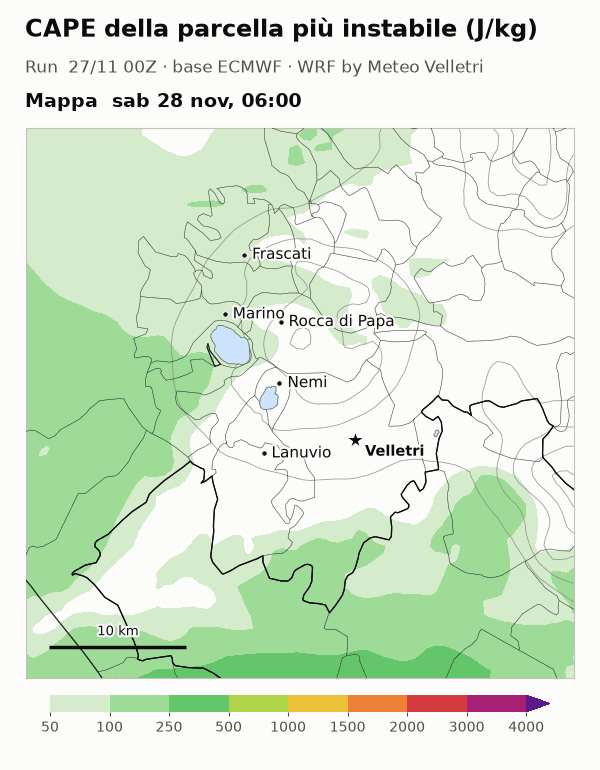 CAPE della parcella più instabile (J/kg)
Run  27/11 00Z · base ECMWF · WRF by Meteo Velletri
Mappa  sab 28 nov, 06:00
Frascati
Marino
Rocca di Papa
Nemi
Velletri
Lanuvio
10 km
50 100 250 500 1000 1500 2000 3000 4000